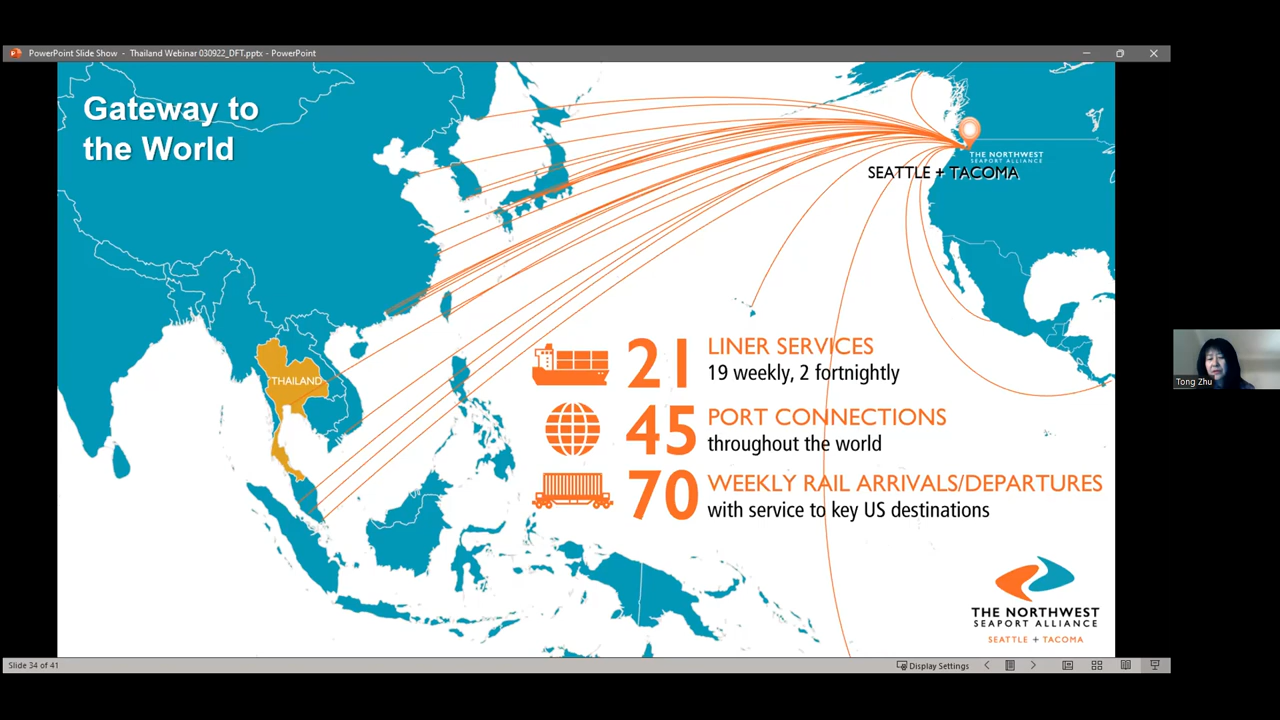 PowerPoint Slide Show - Thailand Webinar 030922_DFT.pptx - PowerPoint
Gateway to
the World
THE NORTHWEST
SEAPORT ALLIANCE
SEATTLE + TACOMA
THAILAND
21
LINER SERVICES
19 weekly, 2 fortnightly
45
PORT CONNECTIONS
throughout the world
70
WEEKLY RAIL ARRIVALS/DEPARTURES
with service to key US destinations
THE NORTHWEST
SEAPORT ALLIANCE
SEATTLE + TACOMA
Tong Zhu
Slide 34 of 41
Display Settings